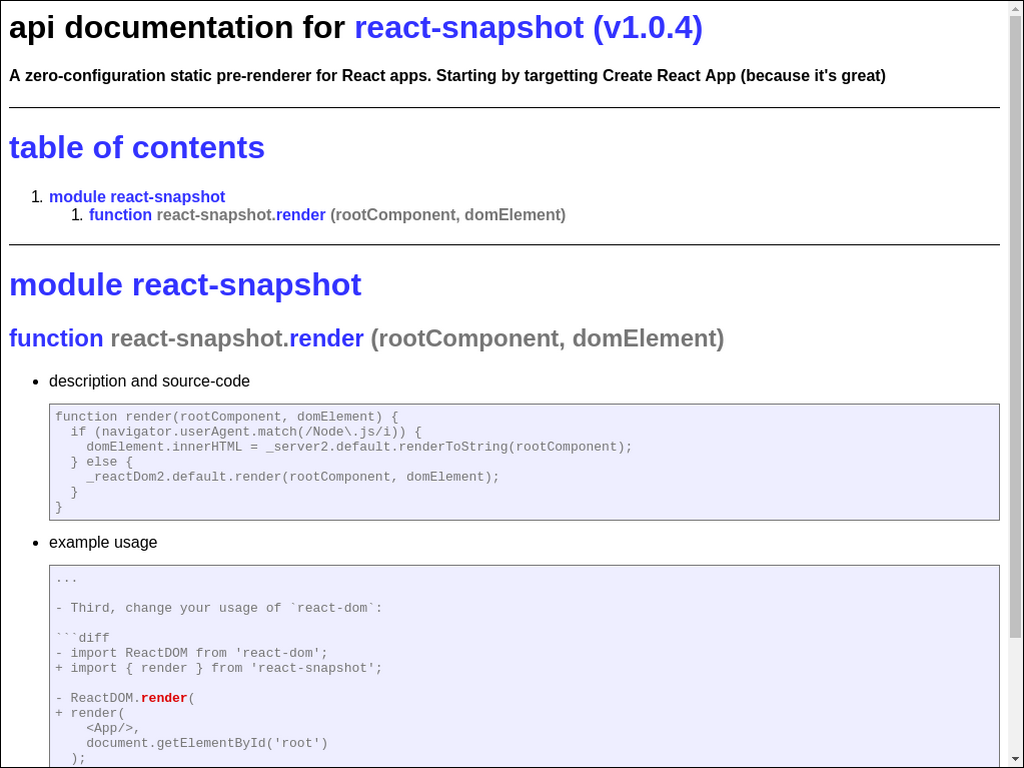 api documentation for react-snapshot (v1.0.4)
A zero-configuration static pre-renderer for React apps. Starting by targetting Create React App (because it's great)
table of contents
1. module react-snapshot
1. function react-snapshot.render (rootComponent, domElement)
module react-snapshot
function react-snapshot.render (rootComponent, domElement)
• description and source-code
function render(rootComponent, domElement) {
  if (navigator.userAgent.match(/Node\.js/i)) {
    domElement.innerHTML = _server2.default.renderToString(rootComponent);
  } else {
    _reactDom2.default.render(rootComponent, domElement);
  }
}
• example usage
...
- Third, change your usage of `react-dom`:
```diff
- import ReactDOM from 'react-dom';
+ import { render } from 'react-snapshot';
- ReactDOM.render(
+ render(
    <App/>,
    document.getElementById('root')
  );